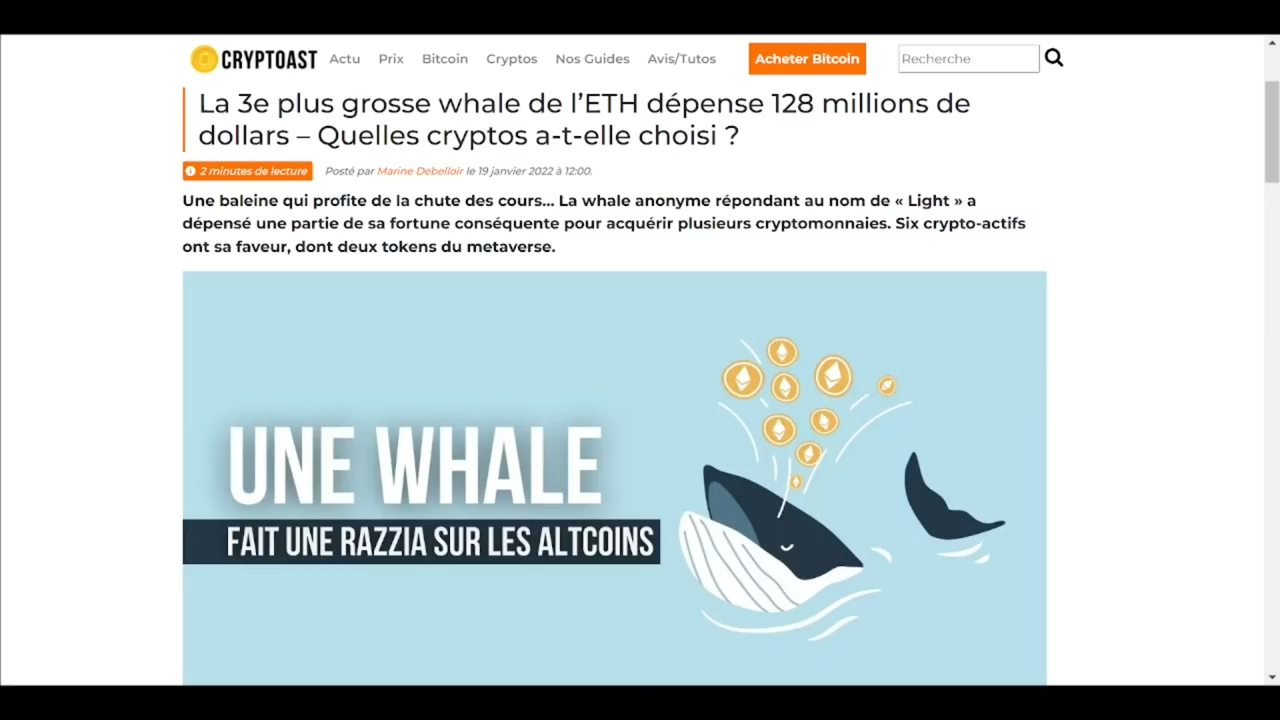 CRYPTOAST Actu Prix Bitcoin Cryptos Nos Guides Avis/Tutos Acheter Bitcoin Recherche
La 3e plus grosse whale de l’ETH dépense 128 millions de
dollars – Quelles cryptos a-t-elle choisi ?
2 minutes de lecture Posté par Marine Debelloir le 19 janvier 2022 à 12:00.
Une baleine qui profite de la chute des cours... La whale anonyme répondant au nom de « Light » a
dépensé une partie de sa fortune conséquente pour acquérir plusieurs cryptomonnaies. Six crypto-actifs
ont sa faveur, dont deux tokens du metaverse.
UNE WHALE
FAIT UNE RAZZIA SUR LES ALTCOINS